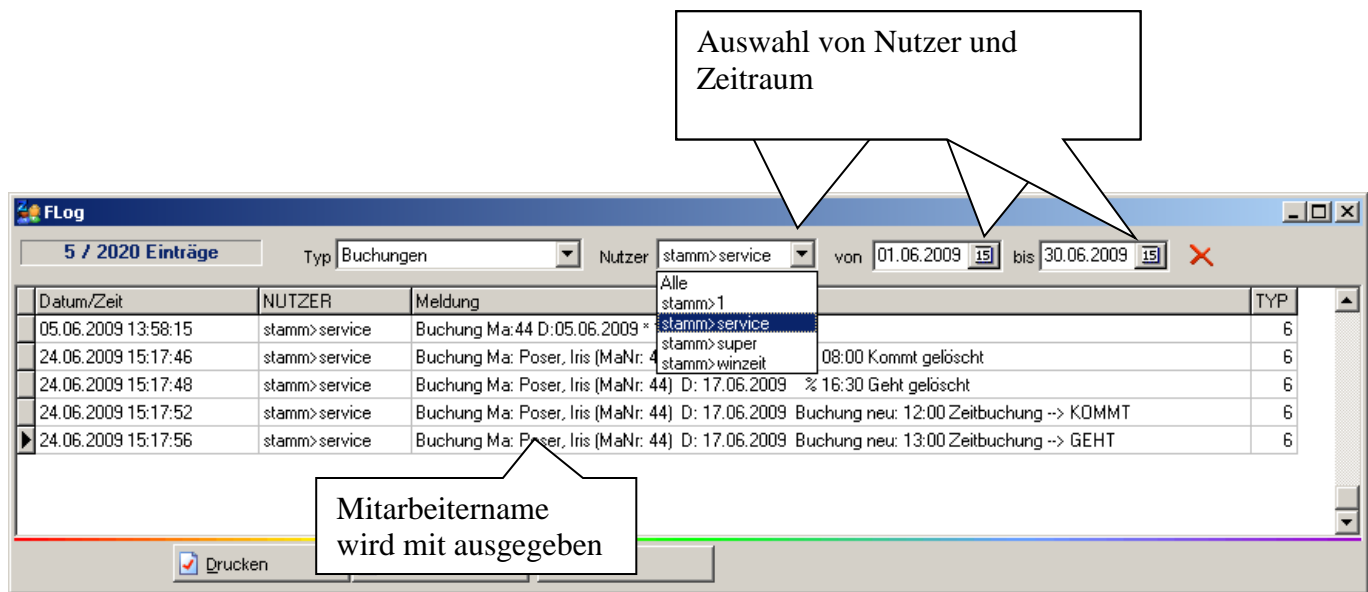 Auswahl von Nutzer und
Zeitraum
FLog
5 / 2020 Einträge Typ Buchungen Nutzer stamm>service von 01.06.2009 15 bis 30.06.2009 15
Alle
stamm>1
stamm>service
stamm>super
stamm>winzeit
Datum/Zeit NUTZER Meldung TYP
05.06.2009 13:58:15 stamm>service Buchung Ma:44 D:05.06.2009 * 6
24.06.2009 15:17:46 stamm>service Buchung Ma: Poser, Iris (MaNr: 08:00 Kommt gelöscht 6
24.06.2009 15:17:48 stamm>service Buchung Ma: Poser, Iris (MaNr: 44) D: 17.06.2009 % 16:30 Geht gelöscht 6
24.06.2009 15:17:52 stamm>service Buchung Ma: Poser, Iris (MaNr: 44) D: 17.06.2009 Buchung neu: 12:00 Zeitbuchung --> KOMMT 6
24.06.2009 15:17:56 stamm>service Buchung Ma: Poser, Iris (MaNr: 44) D: 17.06.2009 Buchung neu: 13:00 Zeitbuchung --> GEHT 6
Mitarbeitername
wird mit ausgegeben
Drucken